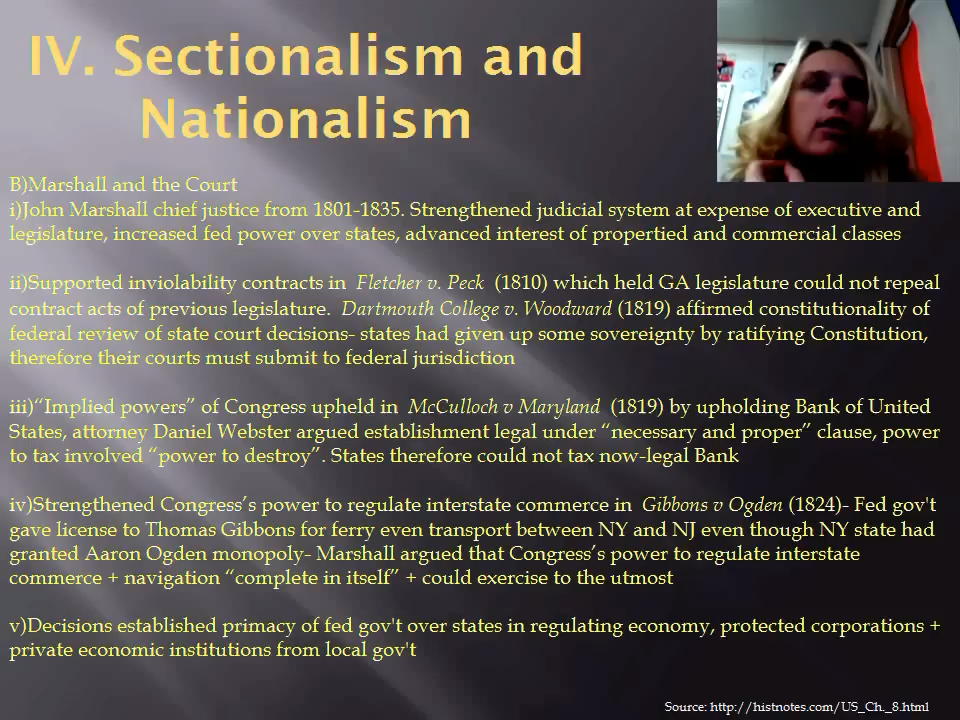 IV. Sectionalism and
Nationalism
B)Marshall and the Court
i)John Marshall chief justice from 1801-1835. Strengthened judicial system at expense of executive and
legislature, increased fed power over states, advanced interest of propertied and commercial classes
ii)Supported inviolability contracts in Fletcher v. Peck (1810) which held GA legislature could not repeal
contract acts of previous legislature. Dartmouth College v. Woodward (1819) affirmed constitutionality of
federal review of state court decisions- states had given up some sovereignty by ratifying Constitution,
therefore their courts must submit to federal jurisdiction
iii)“Implied powers” of Congress upheld in McCulloch v Maryland (1819) by upholding Bank of United
States, attorney Daniel Webster argued establishment legal under “necessary and proper” clause, power
to tax involved “power to destroy”. States therefore could not tax now-legal Bank
iv)Strengthened Congress’s power to regulate interstate commerce in Gibbons v Ogden (1824)- Fed gov't
gave license to Thomas Gibbons for ferry even transport between NY and NJ even though NY state had
granted Aaron Ogden monopoly- Marshall argued that Congress’s power to regulate interstate
commerce + navigation “complete in itself” + could exercise to the utmost
v)Decisions established primacy of fed gov't over states in regulating economy, protected corporations +
private economic institutions from local gov't
Source: http://histnotes.com/US_Ch._8.html